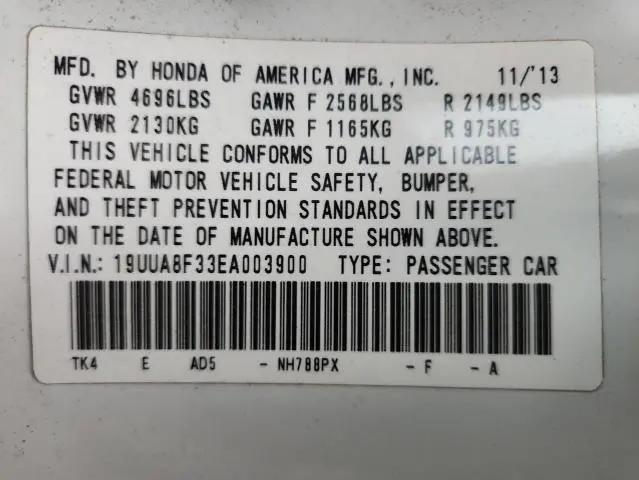 MFD. BY HONDA OF AMERICA MFG., INC. 11/'13
GVWR 4696LBS GAWR F 2568LBS R 2149LBS
GVWR 2130KG GAWR F 1165KG R 975KG
THIS VEHICLE CONFORMS TO ALL APPLICABLE
FEDERAL MOTOR VEHICLE SAFETY, BUMPER,
AND THEFT PREVENTION STANDARDS IN EFFECT
ON THE DATE OF MANUFACTURE SHOWN ABOVE.
V.I.N.: 19UUA8F33EA003900 TYPE: PASSENGER CAR
TK4 E AD5 - NH788PX - F - A